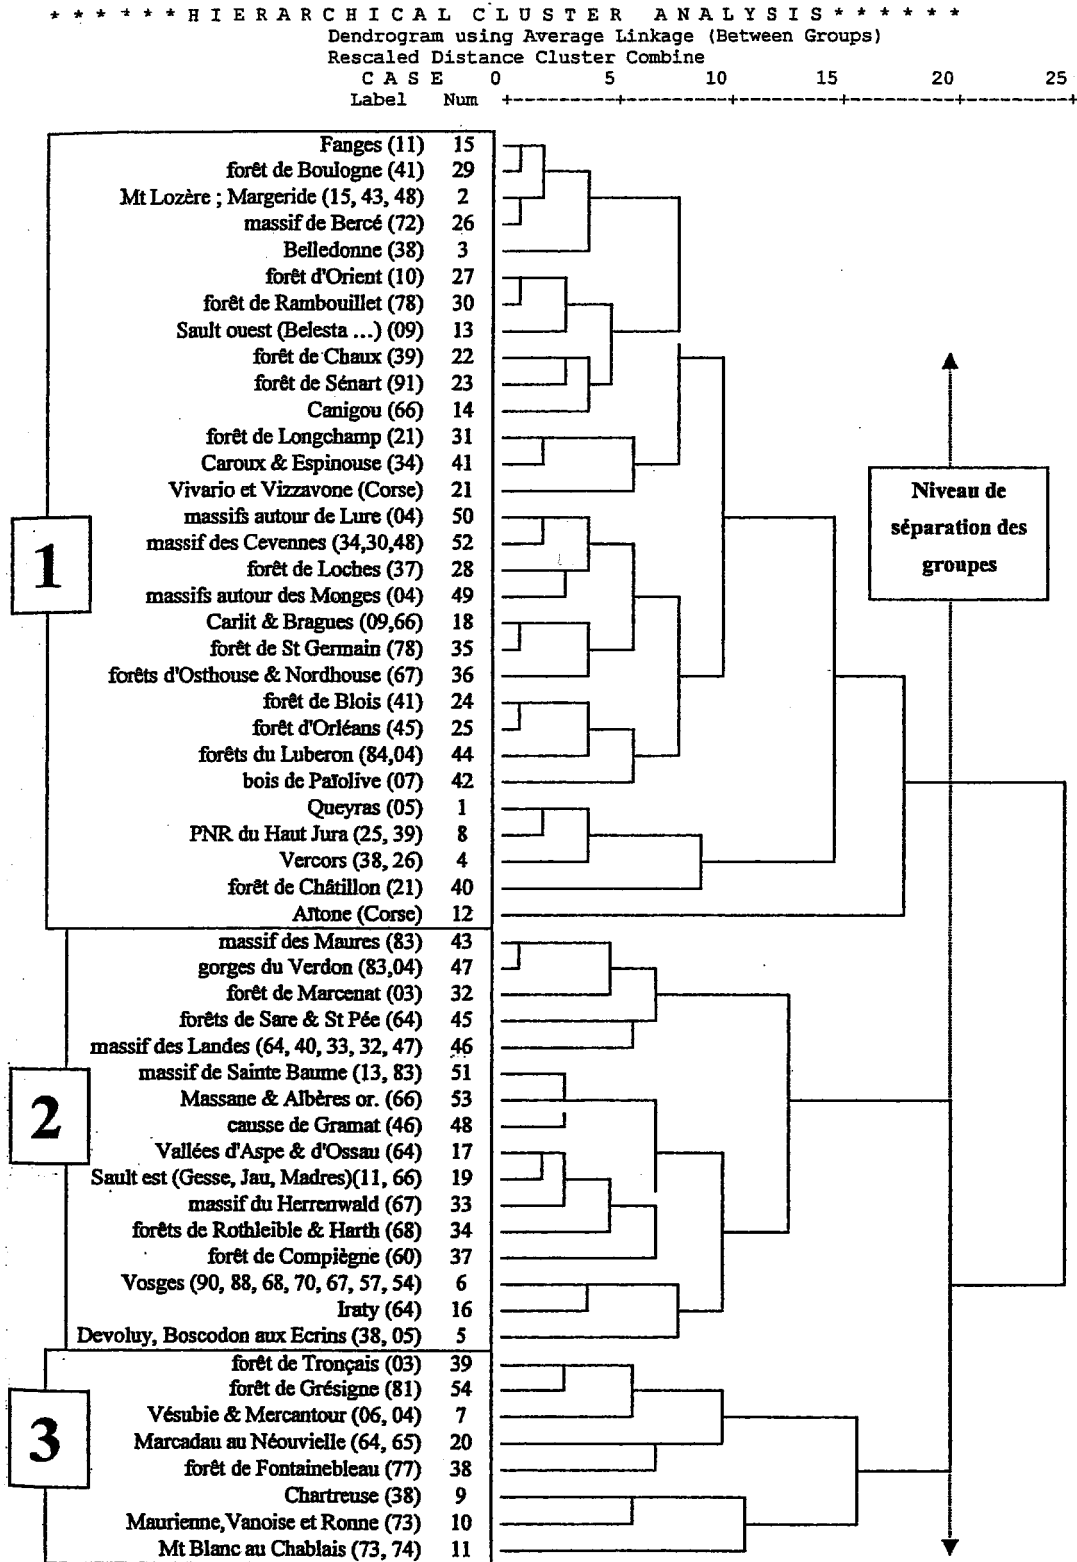 * * * * * * H I E R A R C H I C A L C L U S T E R A N A L Y S I S * * * * * *
Dendrogram using Average Linkage (Between Groups)
Rescaled Distance Cluster Combine
C A S E 0 5 10 15 20 25
Label Num +---------+---------+---------+---------+---------+
Fanges (11) 15
forêt de Boulogne (41) 29
Mt Lozère ; Margeride (15, 43, 48) 2
massif de Bercé (72) 26
Belledonne (38) 3
forêt d'Orient (10) 27
forêt de Rambouillet (78) 30
Sault ouest (Belesta ...) (09) 13
forêt de Chaux (39) 22
forêt de Sénart (91) 23
Canigou (66) 14
forêt de Longchamp (21) 31
Caroux & Espinouse (34) 41
Vivario et Vizzavone (Corse) 21
massifs autour de Lure (04) 50
massif des Cevennes (34,30,48) 52
forêt de Loches (37) 28
massifs autour des Monges (04) 49
Carlit & Bragues (09,66) 18
forêt de St Germain (78) 35
forêts d'Osthouse & Nordhouse (67) 36
forêt de Blois (41) 24
forêt d'Orléans (45) 25
forêts du Luberon (84,04) 44
bois de Païolive (07) 42
Queyras (05) 1
PNR du Haut Jura (25, 39) 8
Vercors (38, 26) 4
forêt de Châtillon (21) 40
Aïtone (Corse) 12
1
Niveau de
séparation des
groupes
massif des Maures (83) 43
gorges du Verdon (83,04) 47
forêt de Marcenat (03) 32
forêts de Sare & St Pée (64) 45
massif des Landes (64, 40, 33, 32, 47) 46
massif de Sainte Baume (13, 83) 51
Massane & Albères or. (66) 53
causse de Gramat (46) 48
Vallées d'Aspe & d'Ossau (64) 17
Sault est (Gesse, Jau, Madres)(11, 66) 19
massif du Herrenwald (67) 33
forêts de Rothleible & Harth (68) 34
forêt de Compiègne (60) 37
Vosges (90, 88, 68, 70, 67, 57, 54) 6
Iraty (64) 16
Devoluy, Boscodon aux Ecrins (38, 05) 5
2
forêt de Tronçais (03) 39
forêt de Grésigne (81) 54
Vésubie & Mercantour (06, 04) 7
Marcadau au Néouvielle (64, 65) 20
forêt de Fontainebleau (77) 38
Chartreuse (38) 9
Maurienne,Vanoise et Ronne (73) 10
Mt Blanc au Chablais (73, 74) 11
3